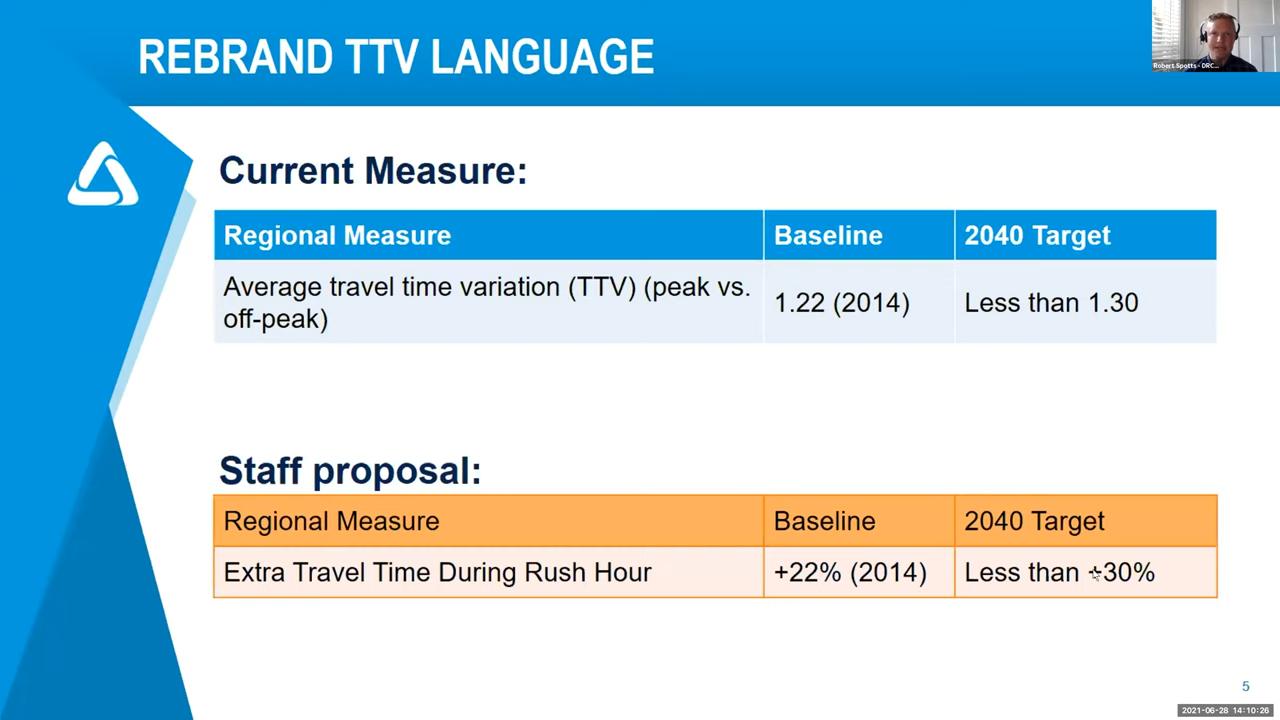 REBRAND TTV LANGUAGE
Robert Spotts - DRC...
Current Measure:
Regional Measure Baseline 2040 Target
Average travel time variation (TTV) (peak vs.
off-peak) 1.22 (2014) Less than 1.30
Staff proposal:
Regional Measure Baseline 2040 Target
Extra Travel Time During Rush Hour +22% (2014) Less than +30%
5
2021-06-28 14:10:26